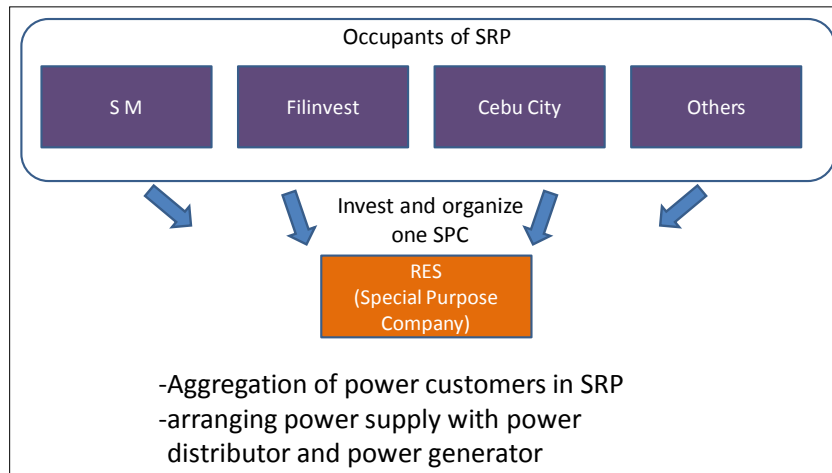 Occupants of SRP
S M
Filinvest
Cebu City
Others
Invest and organize
one SPC
RES
(Special Purpose
Company)
-Aggregation of power customers in SRP
-arranging power supply with power
distributor and power generator